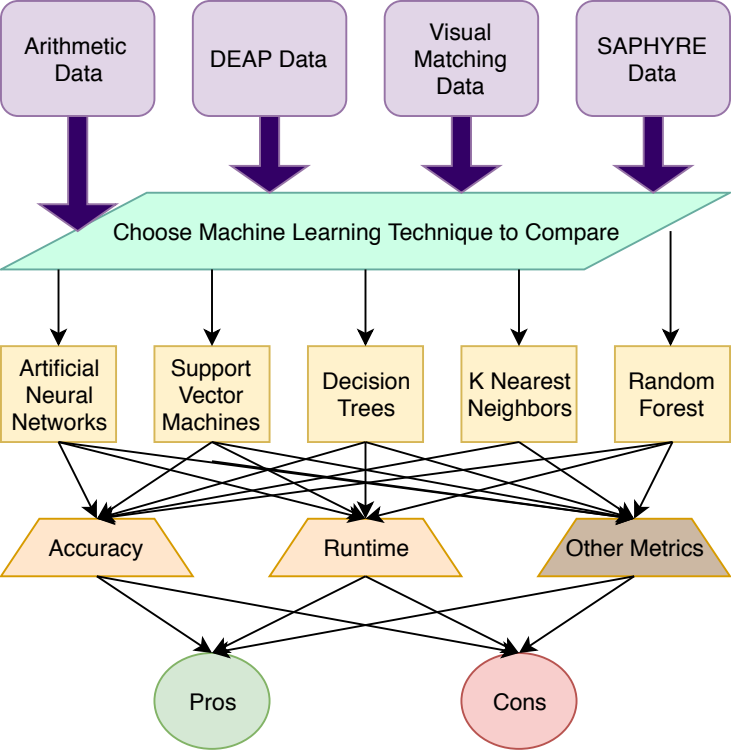 Arithmetic
Data
DEAP Data
Visual
Matching
Data
SAPHYRE
Data
Choose Machine Learning Technique to Compare
Artificial
Neural
Networks
Support
Vector
Machines
Decision
Trees
K Nearest
Neighbors
Random
Forest
Accuracy
Runtime
Other Metrics
Pros
Cons